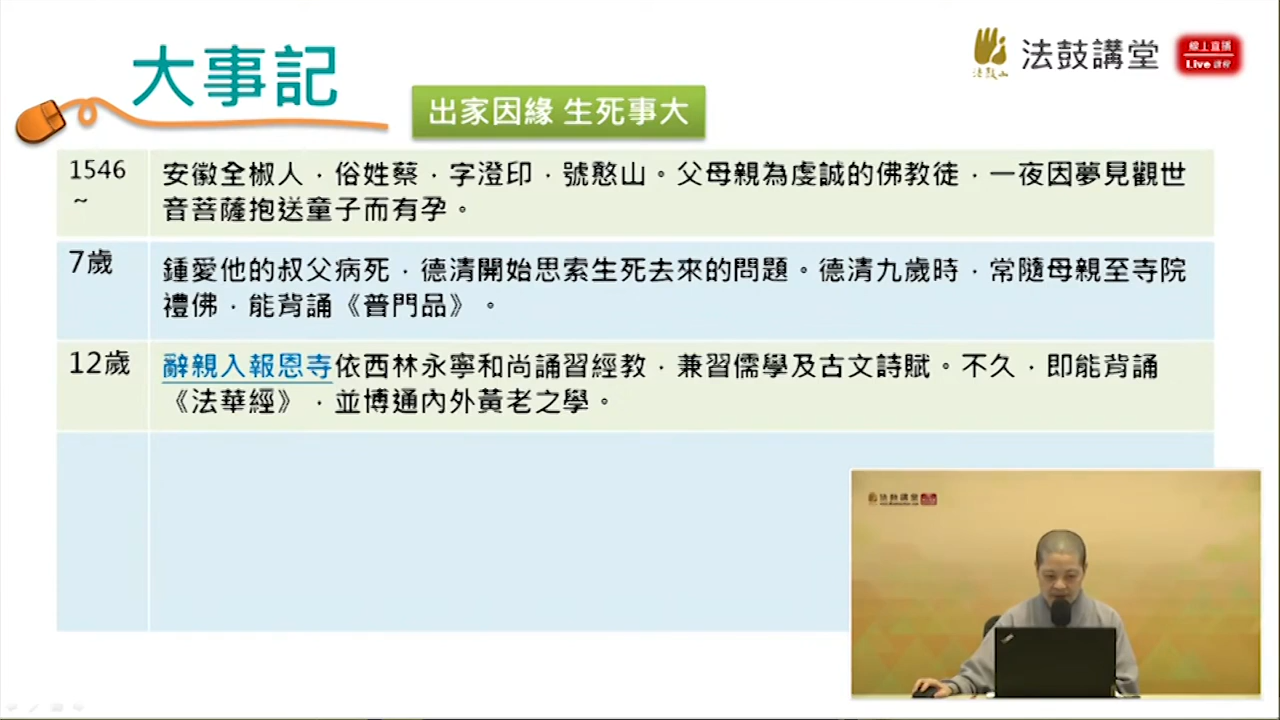 大事記
法鼓山
法鼓講堂
線上直播
Live 課程
出家因緣 生死事大
1546
~
安徽全椒人，俗姓蔡，字澄印，號憨山。父母親為虔誠的佛教徒，一夜因夢見觀世
音菩薩抱送童子而有孕。
7歲
鍾愛他的叔父病死，德清開始思索生死去來的問題。德清九歲時，常隨母親至寺院
禮佛，能背誦《普門品》。
12歲
辭親入報恩寺依西林永寧和尚誦習經教，兼習儒學及古文詩賦。不久，即能背誦
《法華經》，並博通內外黃老之學。
法鼓講堂